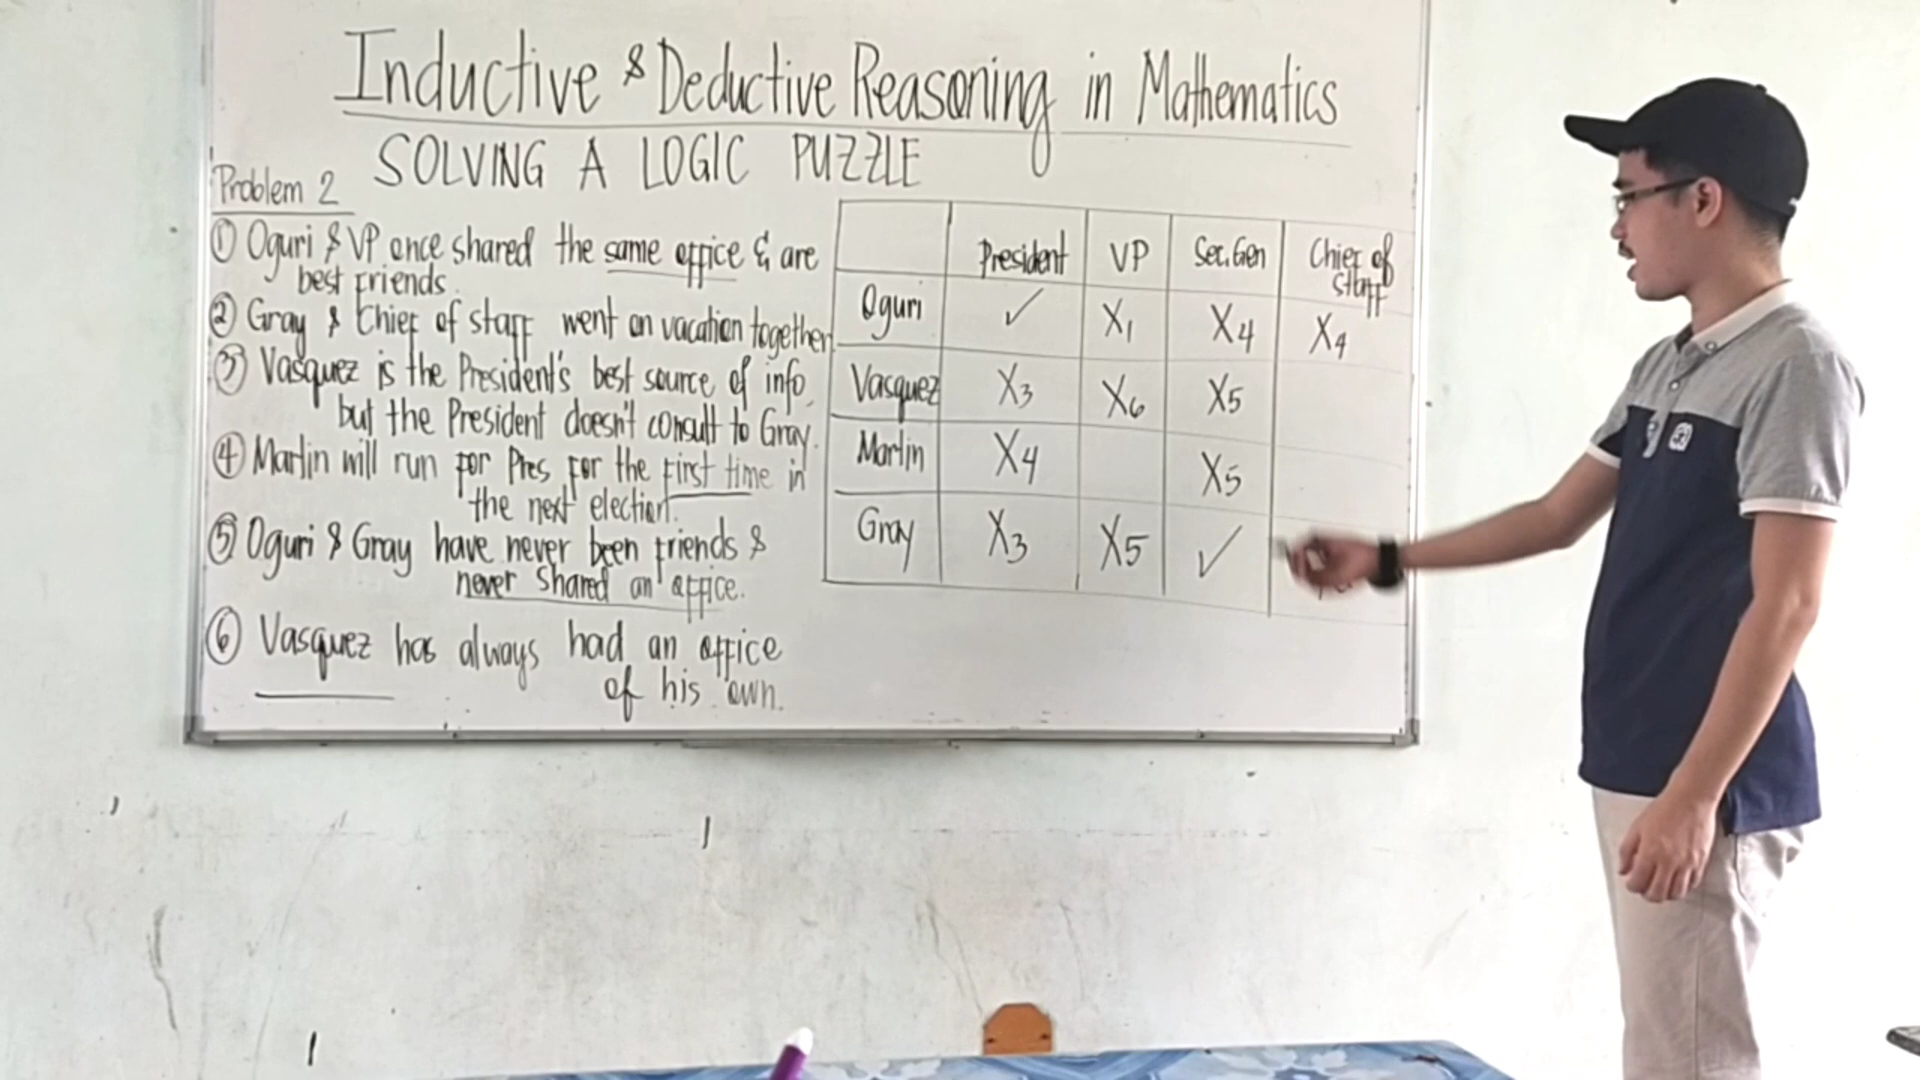 Inductive & Deductive Reasoning in Mathematics
SOLVING A LOGIC PUZZLE
Problem 2
① Oguri & VP once shared the same office & are
best friends.
② Gray & Chief of staff went on vacation together.
③ Vasquez is the President's best source of info,
but the President doesn't consult to Gray.
④ Martin will run for Pres for the first time in
the next election.
⑤ Oguri & Gray have never been friends &
never shared an office.
⑥ Vasquez has always had an office
of his own.
President VP Sec. Gen Chief of
staff
Oguri ✓ X1 X4 X4
Vasquez X3 X6 X5
Martin X4 X5
Gray X3 X5 ✓